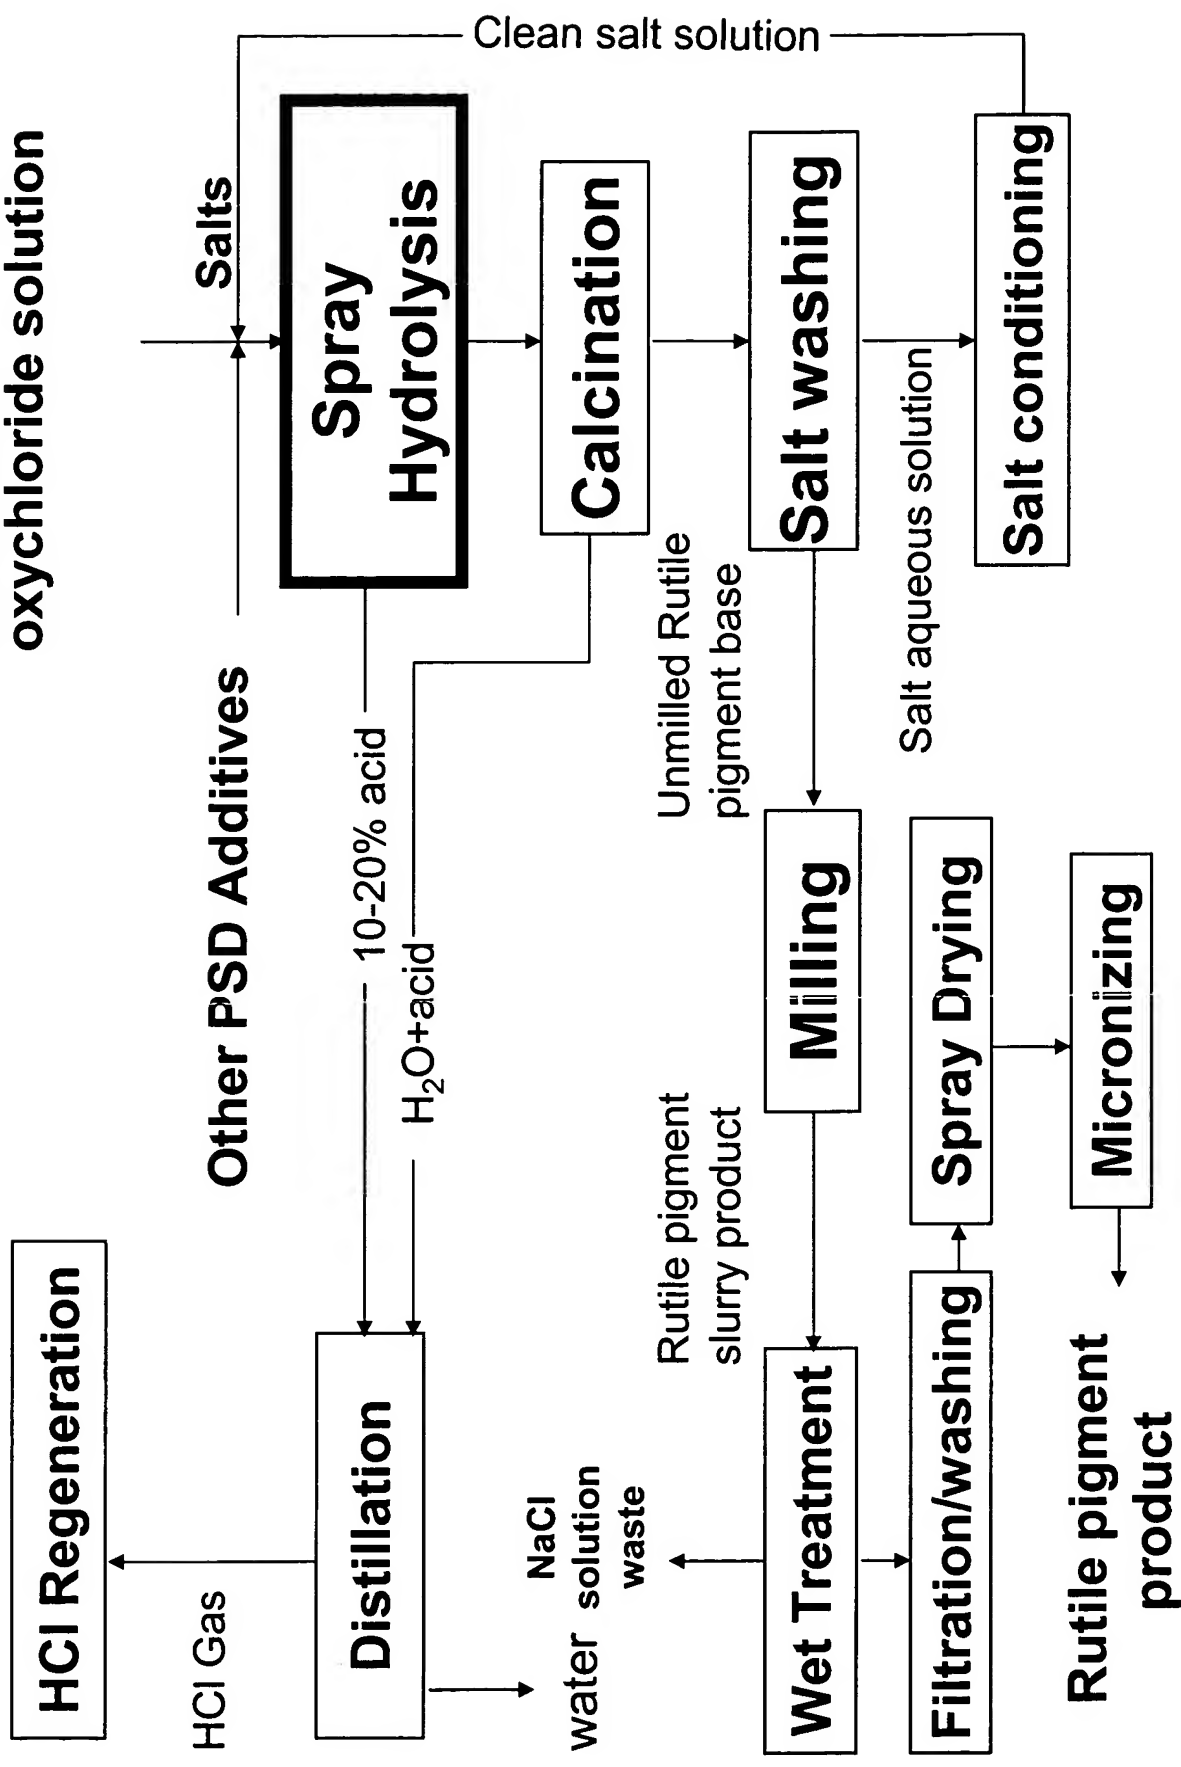 oxychloride solution
Other PSD Additives
Salts
Clean salt solution
HCl Regeneration
HCl Gas
Distillation
10-20% acid
H₂O+acid
Spray
Hydrolysis
Calcination
water
NaCl
solution
waste
Rutile pigment
slurry product
Unmilled Rutile
pigment base
Wet Treatment
Milling
Salt washing
Salt aqueous solution
Filtration/washing
Spray Drying
Salt conditioning
Micronizing
Rutile pigment
product